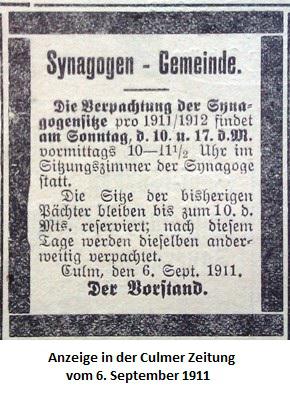 Synagogen - Gemeinde.
Die Verpachtung der Syna-
gogensitze pro 1911/1912 findet
am Sonntag, d. 10. u. 17. d. M.
vormittags 10—11½ Uhr im
Sitzungszimmer der Synagoge
statt.
Die Sitze der bisherigen
Pächter bleiben bis zum 10. d.
Mts. reserviert; nach diesem
Tage werden dieselben ander-
weitig verpachtet.
Culm, den 6. Sept. 1911.
Der Vorstand.
Anzeige in der Culmer Zeitung
vom 6. September 1911